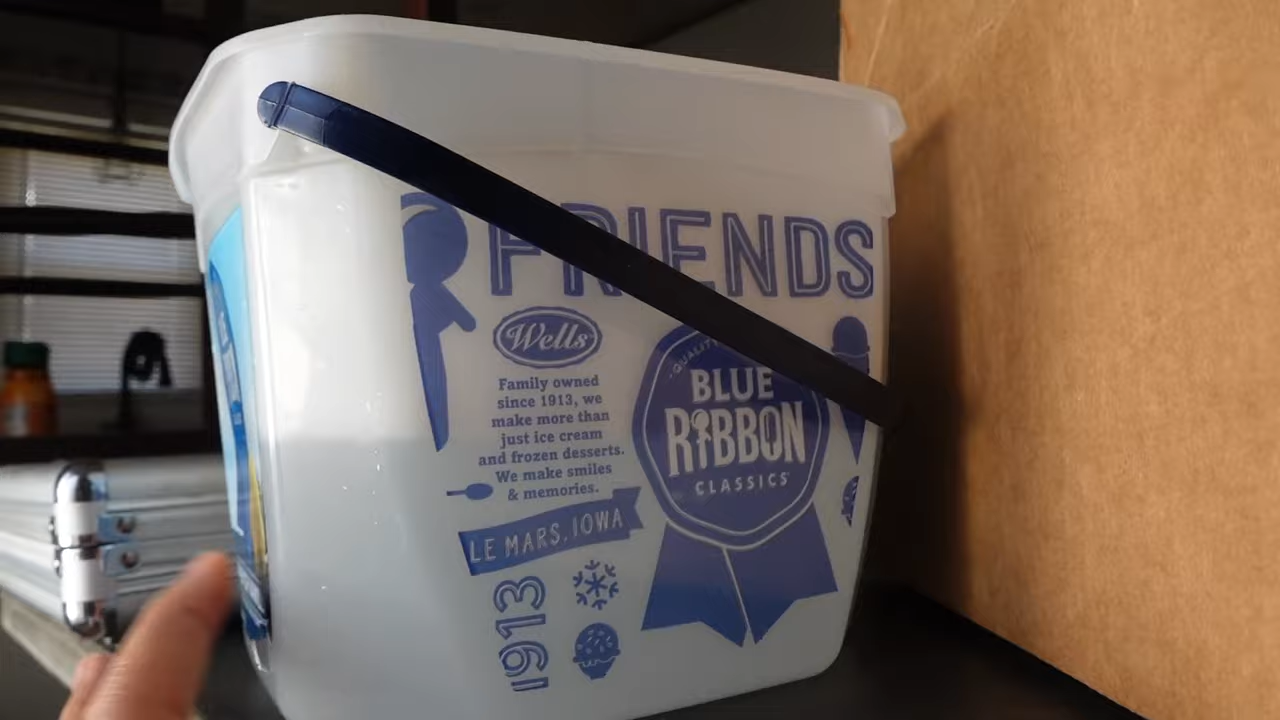 FRIENDS
Wells
Family owned
since 1913, we
make more than
just ice cream
and frozen desserts.
We make smiles
& memories.
LE MARS, IOWA
1913
QUALITY
BLUE
RIBBON
CLASSICS